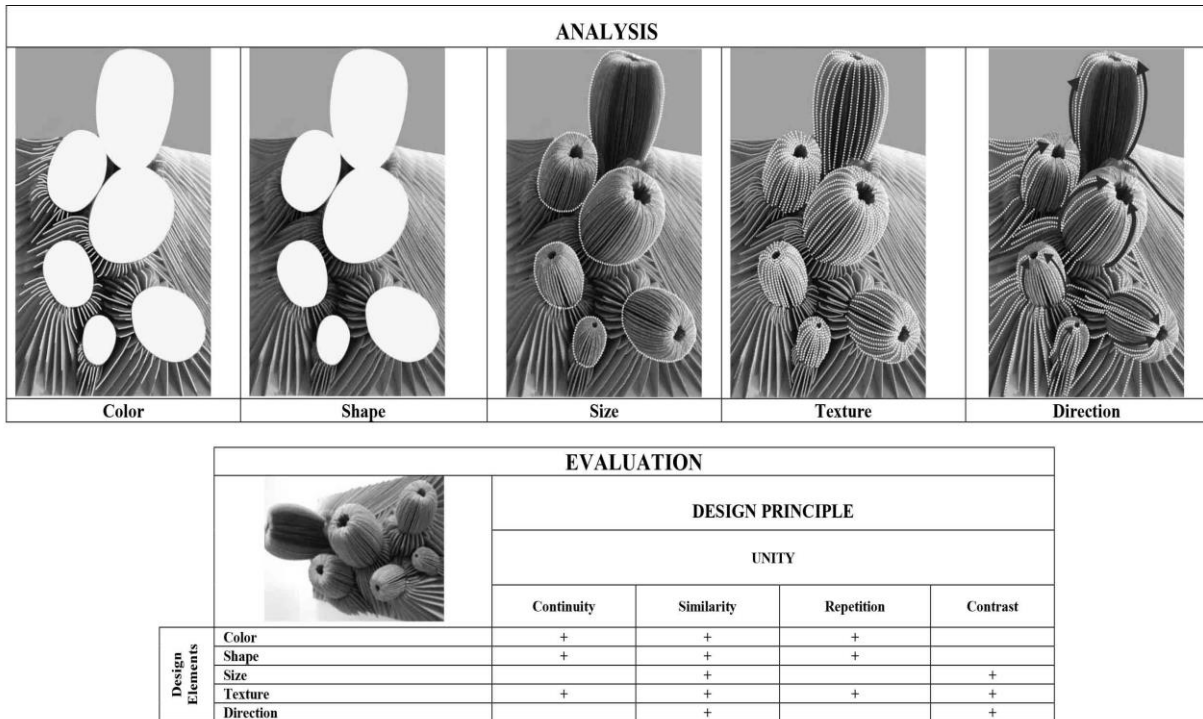 ANALYSIS
Color Shape Size Texture Direction
EVALUATION
DESIGN PRINCIPLE
UNITY
Continuity Similarity Repetition Contrast
Design Elements
Color + + +
Shape + + +
Size + +
Texture + + + +
Direction + +